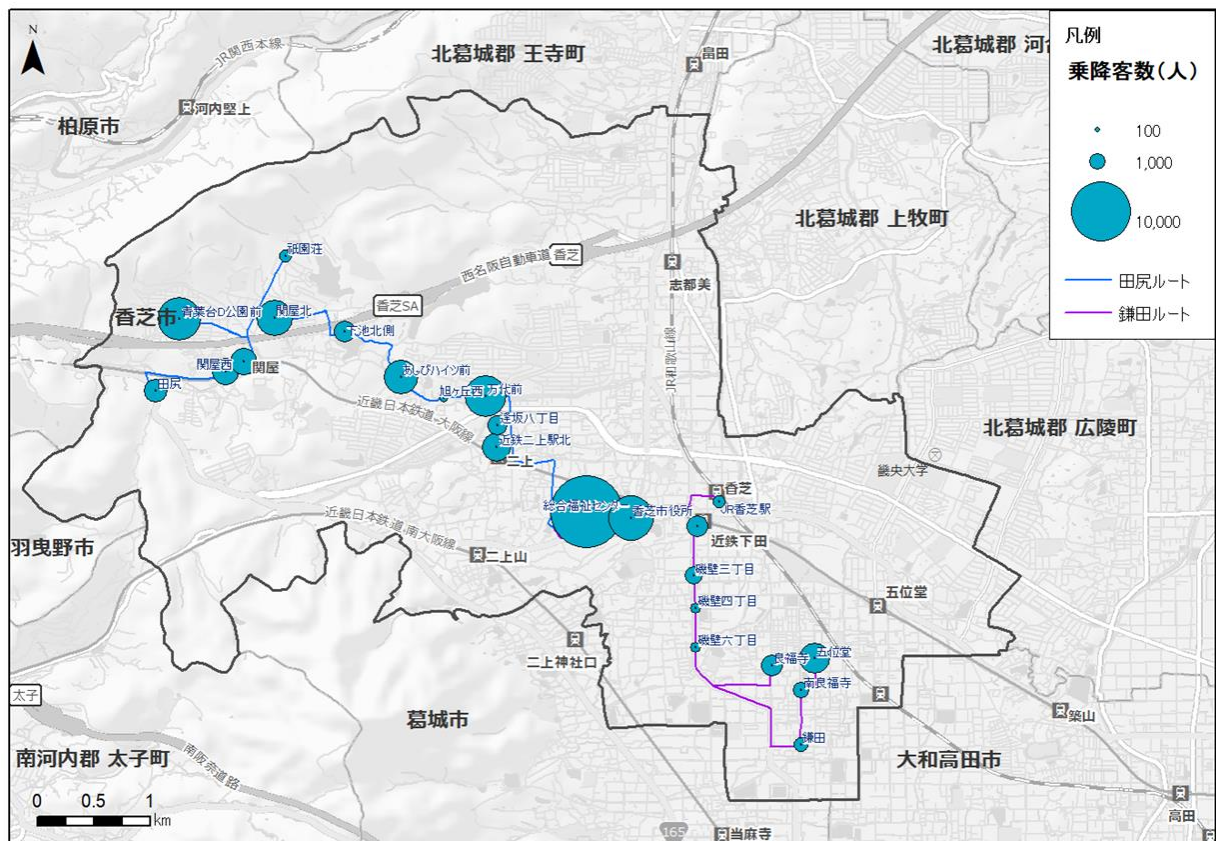 N
凡例
乗降客数(人)
100
1,000
10,000
田尻ルート
鎌田ルート
JR関西本線
北葛城郡 王寺町
畠田
河内堅上
柏原市
北葛城郡 上牧町
祇園荘
西名阪自動車道
香芝
志都美
香芝SA
香芝市
青葉台D公園前
関屋北
下池北側
関屋西
関屋
田尻
あしびハイツ前
旭ヶ丘西
万代前
JR和歌山線
近畿日本鉄道 大阪線
逢坂八丁目
近鉄二上駅北
二上
北葛城郡 広陵町
畿央大学
香芝
JR香芝駅
総合福祉センター
香芝市役所
近鉄下田
近畿日本鉄道 南大阪線
羽曳野市
二上山
磯壁三丁目
磯壁四丁目
五位堂
二上神社口
磯壁六丁目
良福寺
五位堂
南良福寺
太子
葛城市
築山
鎌田
南河内郡 太子町
大和高田市
南阪奈道路
0 0.5 1
km
165
当麻寺
高田